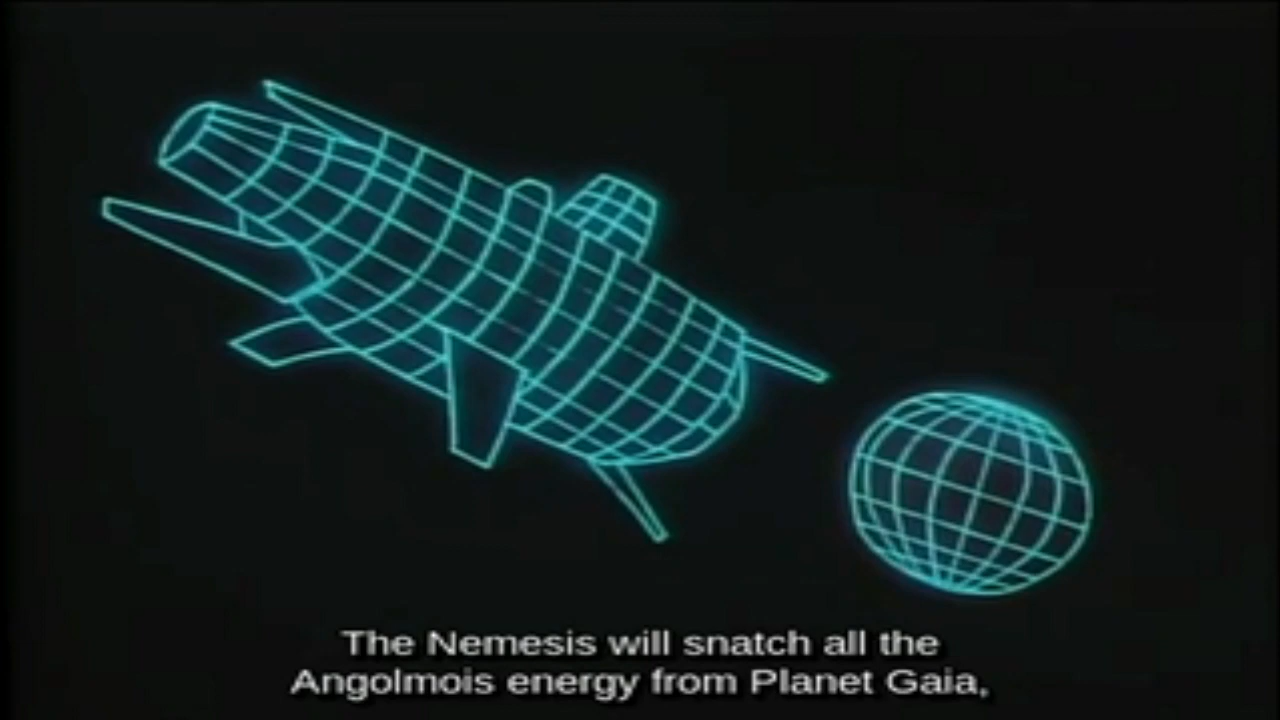 The Nemesis will snatch all the
Angolmois energy from Planet Gaia,